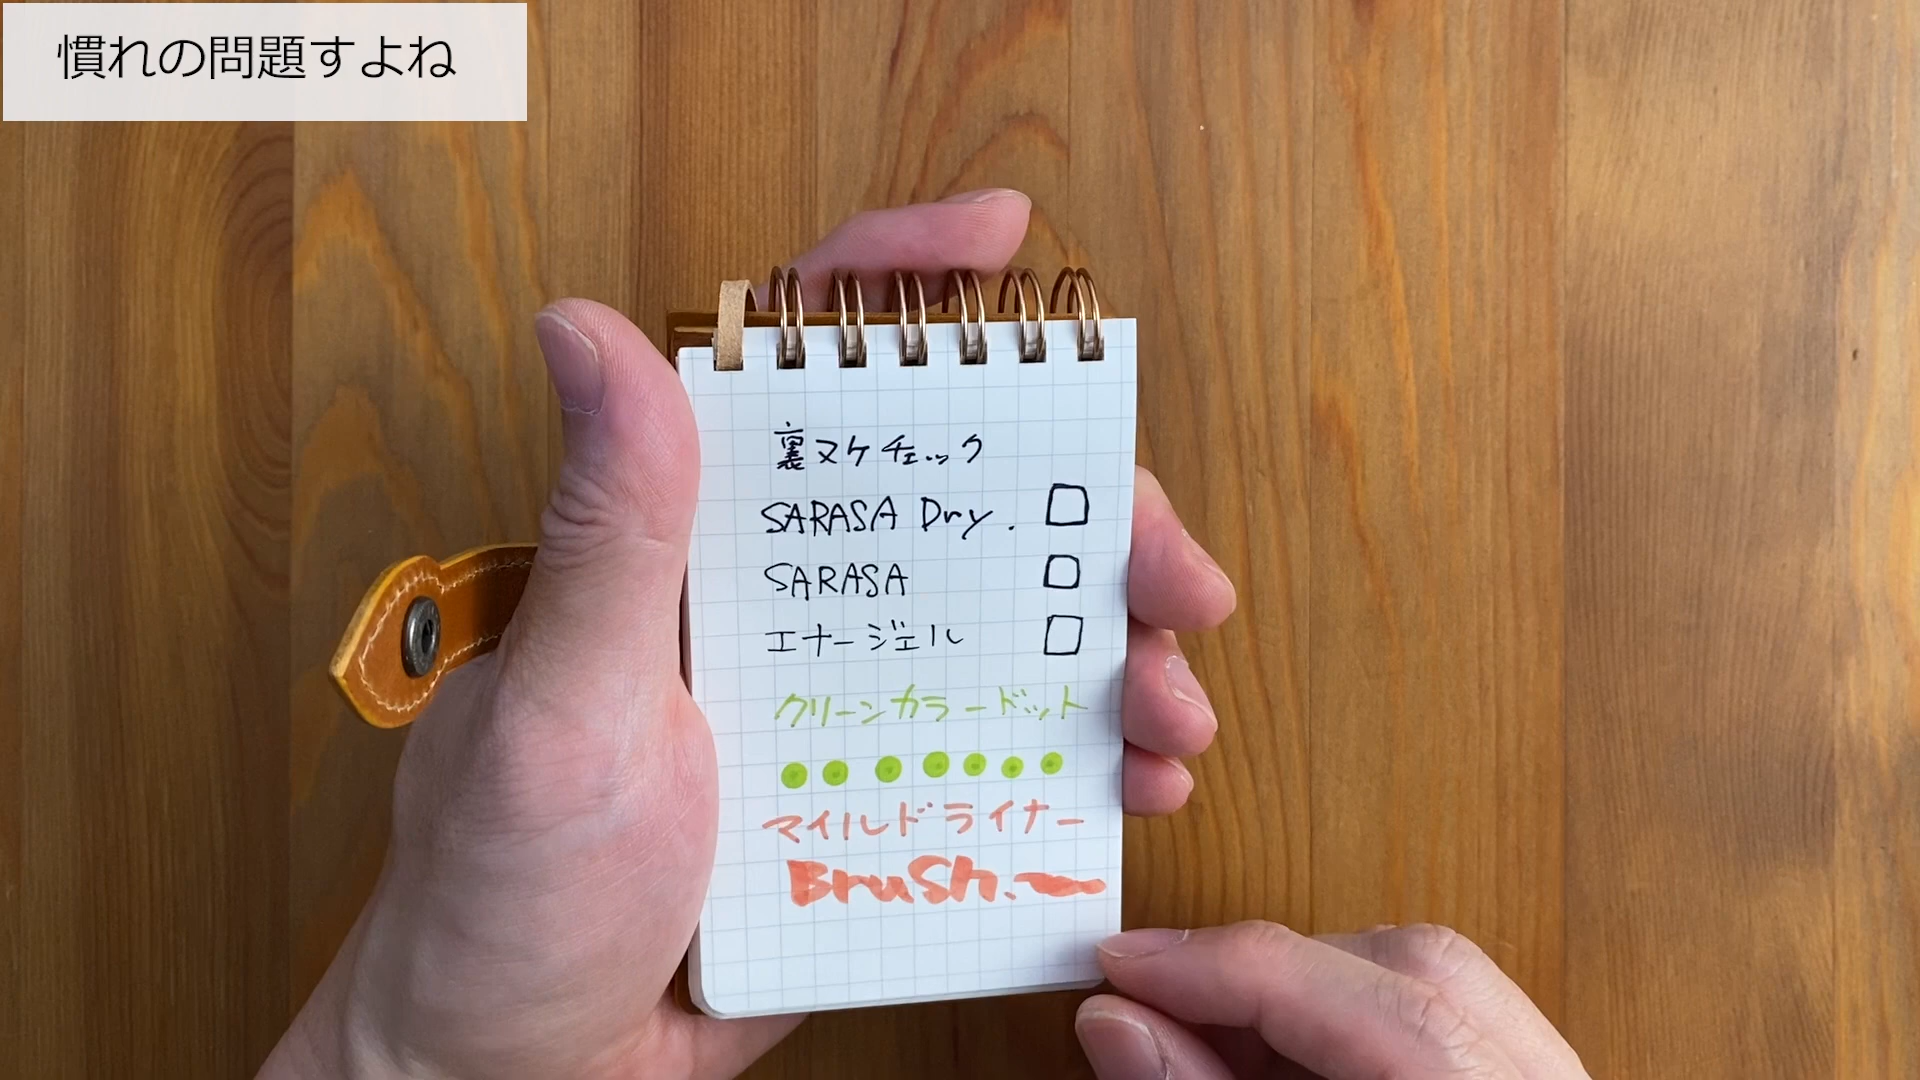 慣れの問題すよね
裏ヌケチェック
SARASA Dry.
SARASA
エナージェル
クリーンカラードット
マイルドライナー
Brush.